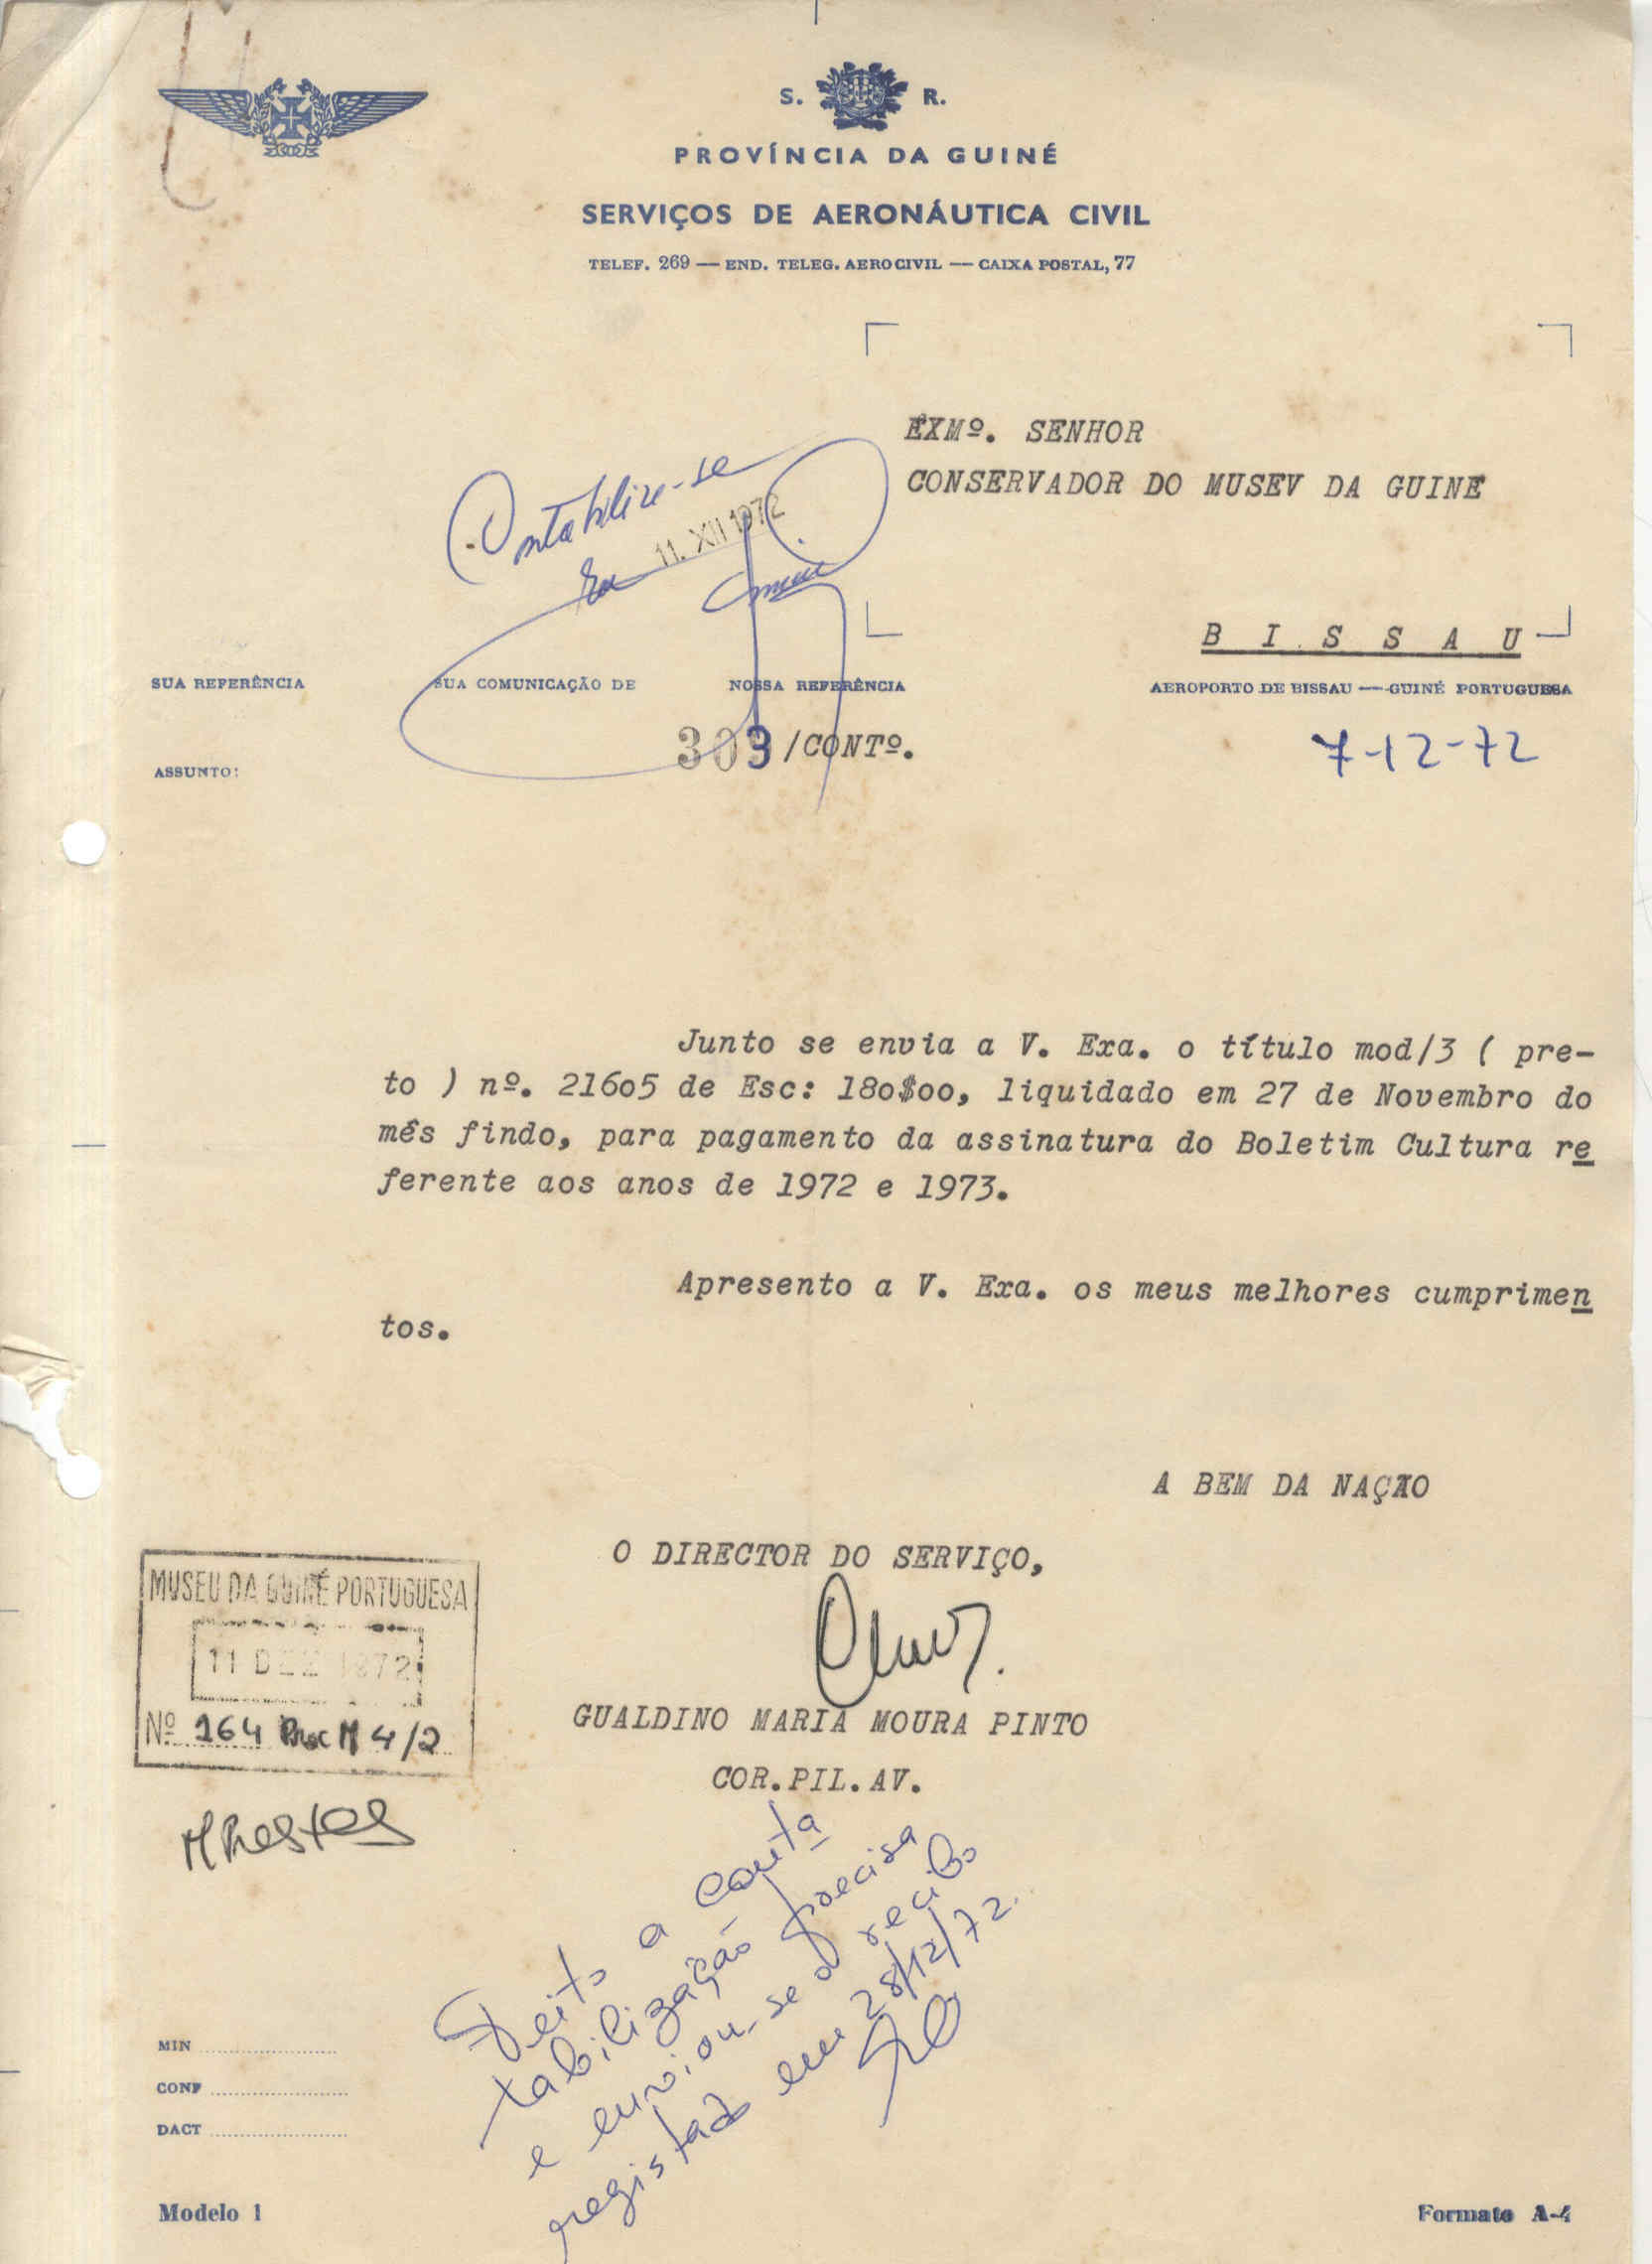 S. R.
PROVÍNCIA DA GUINÉ
SERVIÇOS DE AERONÁUTICA CIVIL
TELEF. 269 — END. TELEG. AEROCIVIL — CAIXA POSTAL, 77
EXMº. SENHOR
CONSERVADOR DO MUSEV DA GUINÉ
Contabilize-se
11. XII 1972
B I S S A U
SUA REFERÊNCIA SUA COMUNICAÇÃO DE NOSSA REFERÊNCIA AEROPORTO DE BISSAU — GUINÉ PORTUGUESA
303/CONTº. 7-12-72
ASSUNTO:
Junto se envia a V. Exa. o título mod/3 ( pre-
to ) nº. 21605 de Esc: 180$00, liquidado em 27 de Novembro do
mês findo, para pagamento da assinatura do Boletim Cultura re
ferente aos anos de 1972 e 1973.
Apresento a V. Exa. os meus melhores cumprimen
tos.
A BEM DA NAÇÃO
O DIRECTOR DO SERVIÇO,
GUALDINO MARIA MOURA PINTO
COR.PIL.AV.
MUSEU DA GUINÉ PORTUGUESA
11 DEZ 1972
Nº 164 Proc M 4/2
Feito a conta
tabilização precisa
e enviou-se o recibo
registado em 28/12/72.
MIN
CONF
DACT
Modelo 1 Formato A-4